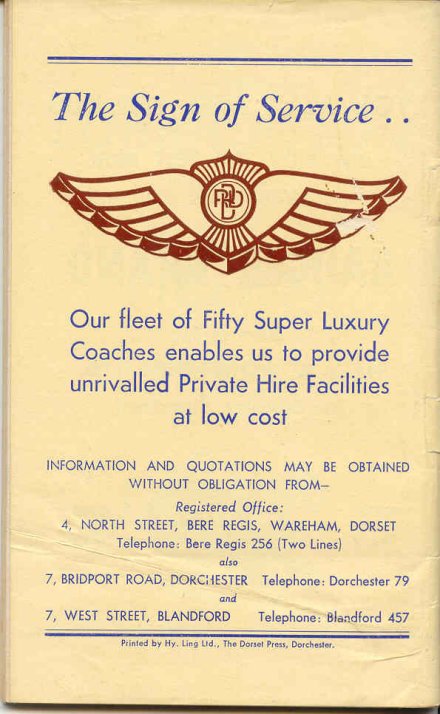 The Sign of Service . .
Our fleet of Fifty Super Luxury
Coaches enables us to provide
unrivalled Private Hire Facilities
at low cost
INFORMATION AND QUOTATIONS MAY BE OBTAINED
WITHOUT OBLIGATION FROM—
Registered Office:
4, NORTH STREET, BERE REGIS, WAREHAM, DORSET
Telephone: Bere Regis 256 (Two Lines)
also
7, BRIDPORT ROAD, DORCHESTER Telephone: Dorchester 79
and
7, WEST STREET, BLANDFORD Telephone: Blandford 457
Printed by Hy. Ling Ltd., The Dorset Press, Dorchester.